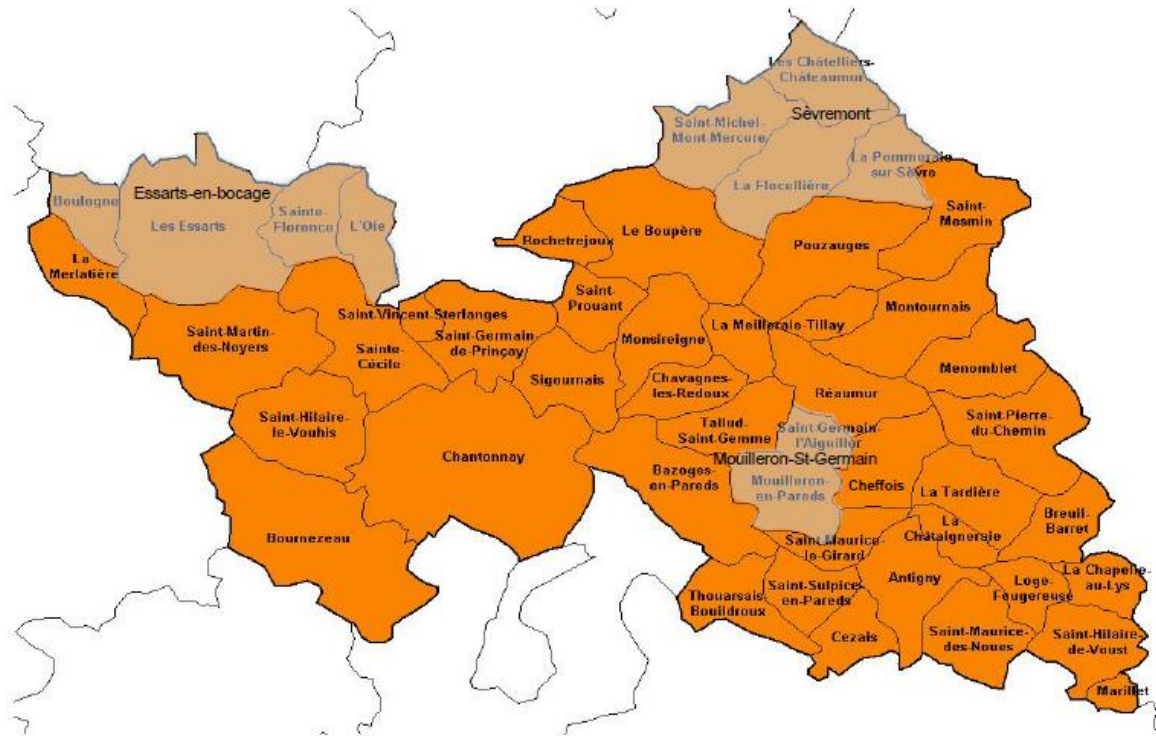 Les Châtelliers-
Châteaumur
Sèvremont
Saint-Michel-
Mont-Mercure
La Pommeraie
sur-Sèvre
La Flocellière
Essarts-en-bocage
Boulogne
Les Essarts
Sainte-
Florence
L'Oie
Saint-
Mesmin
Le Boupère
Rochetrejoux
Pouzauges
La
Merlatière
Saint-
Prouant
Montournais
Saint-Vincent-Sterlanges
Saint-Martin-
des-Noyers
Saint-Germain-
de-Prinçay
La Meilleraie-Tillay
Monsireigne
Sainte-
Cécile
Menomblet
Sigournais
Chavagnes-
les-Redoux
Réaumur
Saint-Hilaire-
le-Vouhis
Saint-Pierre-
du-Chemin
Tallud-
Saint-Gemme
Saint-Germain-
l'Aiguiller
Chantonnay
Mouilleron-St-Germain
Bazoges-
en-Pareds
Mouilleron-
en-Pareds
Cheffois
La Tardière
Breuil-
Barret
La
Châtaigneraie
Bournezeau
Saint-Maurice-
le-Girard
La Chapelle-
au-Lys
Antigny
Loge-
Fougereuse
Thouarsais-
Bouildroux
Saint-Sulpice-
en-Pareds
Cezais
Saint-Maurice-
des-Noues
Saint-Hilaire-
de-Voust
Marillet